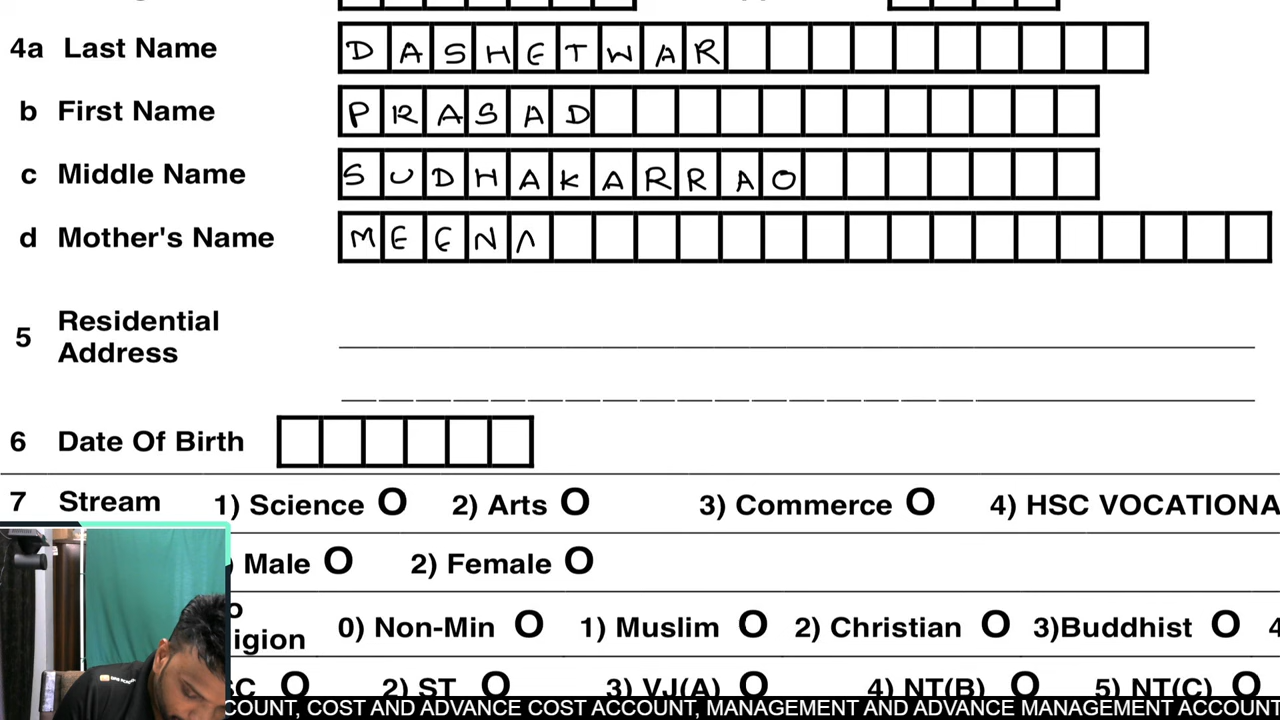 4a Last Name DASHETWAR
b First Name PRASAD
c Middle Name SUDHAKARRAO
d Mother's Name MEENA
5 Residential Address
6 Date Of Birth
7 Stream 1) Science O 2) Arts O 3) Commerce O 4) HSC VOCATIONA
) Male O 2) Female O
igion 0) Non-Min O 1) Muslim O 2) Christian O 3)Buddhist O 4
SC O 2) ST O 3) VJ(A) O 4) NT(B) O 5) NT(C) O
COUNT, COST AND ADVANCE COST ACCOUNT, MANAGEMENT AND ADVANCE MANAGEMENT ACCOUNT